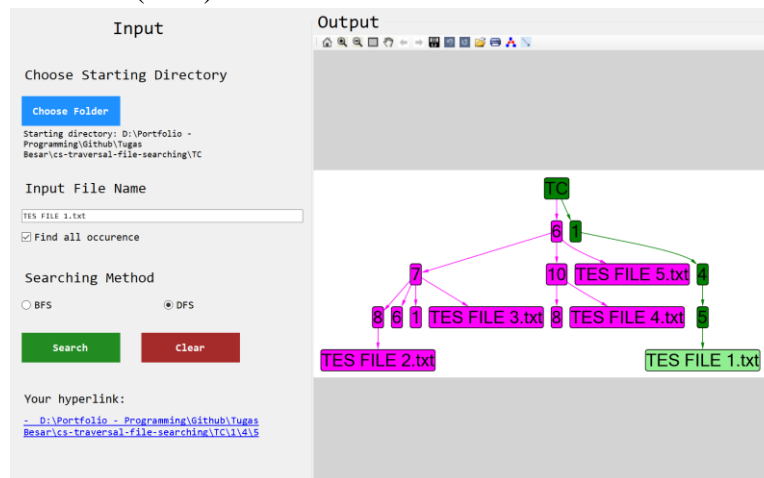 Input
Choose Starting Directory
Choose Folder
Starting directory: D:\Portfolio -
Programming\Github\Tugas
Besar\cs-traversal-file-searching\TC
Input File Name
TES FILE 1.txt
Find all occurence
Searching Method
BFS
DFS
Search
Clear
Your hyperlink:
- D:\Portfolio - Programming\Github\Tugas
Besar\cs-traversal-file-searching\TC\1\4\5
Output
TC
6 1
7 10 TES FILE 5.txt 4
8 6 1 TES FILE 3.txt 8 TES FILE 4.txt 5
TES FILE 2.txt TES FILE 1.txt